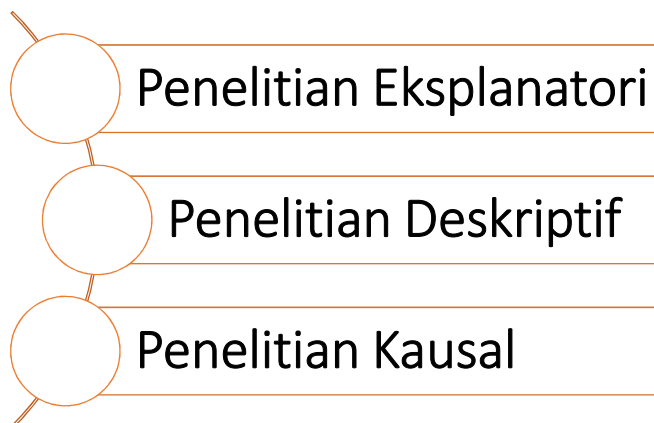 Penelitian Eksplanatori
Penelitian Deskriptif
Penelitian Kausal